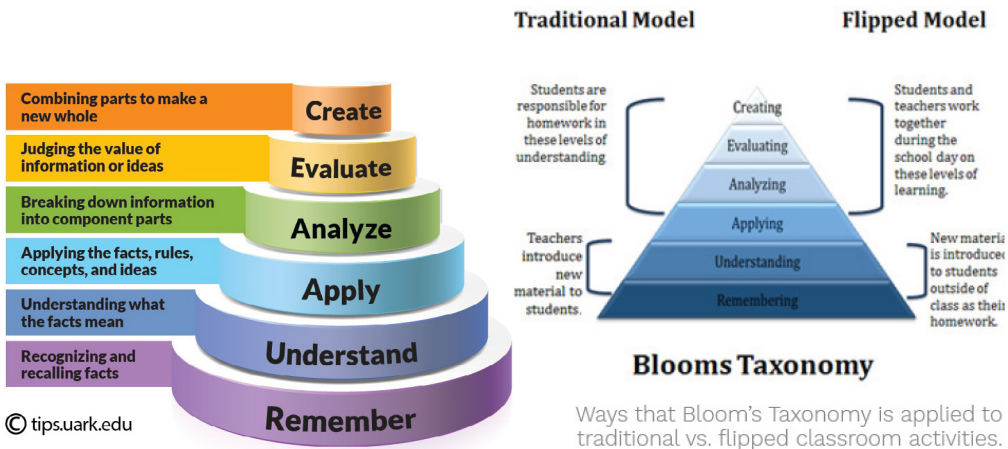 Combining parts to make a
new whole
Create
Judging the value of
information or ideas
Evaluate
Breaking down information
into component parts
Analyze
Applying the facts, rules,
concepts, and ideas
Apply
Understanding what
the facts mean
Understand
Recognizing and
recalling facts
Remember
© tips.uark.edu
Traditional Model
Flipped Model
Students are
responsible for
homework in
these levels of
understanding
Creating
Evaluating
Analyzing
Applying
Understanding
Remembering
Students and
teachers work
together
during the
school day on
these levels of
learning.
Teachers
introduce
new
material to
students.
New materia
is introduced
to students
outside of
class as their
homework.
Blooms Taxonomy
Ways that Bloom's Taxonomy is applied to
traditional vs. flipped classroom activities.